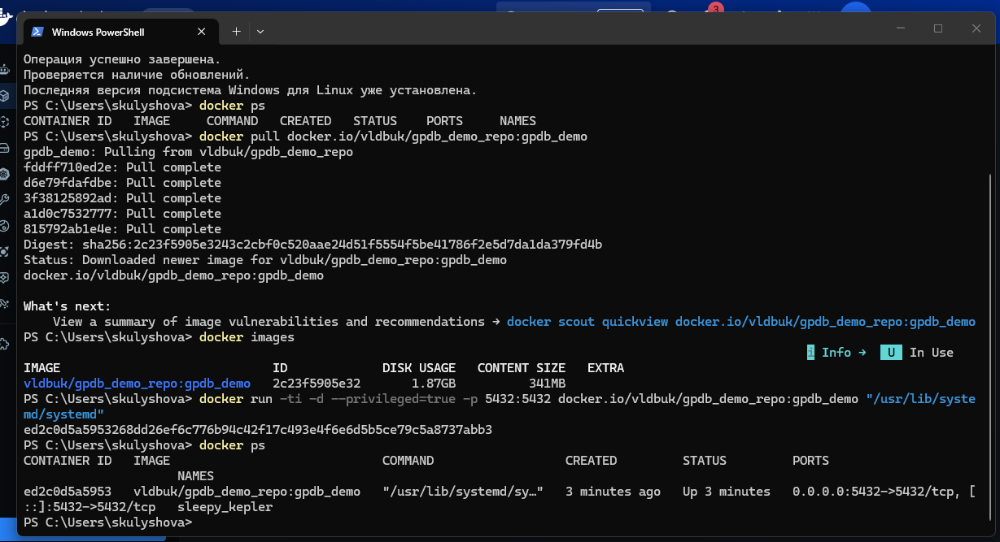 3
Windows PowerShell
Операция успешно завершена.
Проверяется наличие обновлений.
Последняя версия подсистема Windows для Linux уже установлена.
PS C:\Users\skulyshova> docker ps
CONTAINER ID   IMAGE     COMMAND   CREATED   STATUS    PORTS     NAMES
PS C:\Users\skulyshova> docker pull docker.io/vldbuk/gpdb_demo_repo:gpdb_demo
gpdb_demo: Pulling from vldbuk/gpdb_demo_repo
fddff710ed2e: Pull complete
d6e79fdafdbe: Pull complete
3f38125892ad: Pull complete
a1d0c7532777: Pull complete
815792ab1e4e: Pull complete
Digest: sha256:2c23f5905e3243c2cbf0c520aae24d51f5554f5be41786f2e5d7da1da379fd4b
Status: Downloaded newer image for vldbuk/gpdb_demo_repo:gpdb_demo
docker.io/vldbuk/gpdb_demo_repo:gpdb_demo
What's next:
    View a summary of image vulnerabilities and recommendations → docker scout quickview docker.io/vldbuk/gpdb_demo_repo:gpdb_demo
PS C:\Users\skulyshova> docker images
i Info →   U  In Use
IMAGE                             ID             DISK USAGE   CONTENT SIZE   EXTRA
vldbuk/gpdb_demo_repo:gpdb_demo   2c23f5905e32       1.87GB          341MB
PS C:\Users\skulyshova> docker run -ti -d --privileged=true -p 5432:5432 docker.io/vldbuk/gpdb_demo_repo:gpdb_demo "/usr/lib/syste
md/systemd"
ed2c0d5a5953268dd26ef6c776b94c42f17c493e4f6e6d5b5ce79c5a8737abb3
PS C:\Users\skulyshova> docker ps
CONTAINER ID   IMAGE                             COMMAND                  CREATED         STATUS         PORTS
                     NAMES
ed2c0d5a5953   vldbuk/gpdb_demo_repo:gpdb_demo   "/usr/lib/systemd/sy…"   3 minutes ago   Up 3 minutes   0.0.0.0:5432->5432/tcp, [
::]:5432->5432/tcp   sleepy_kepler
PS C:\Users\skulyshova>